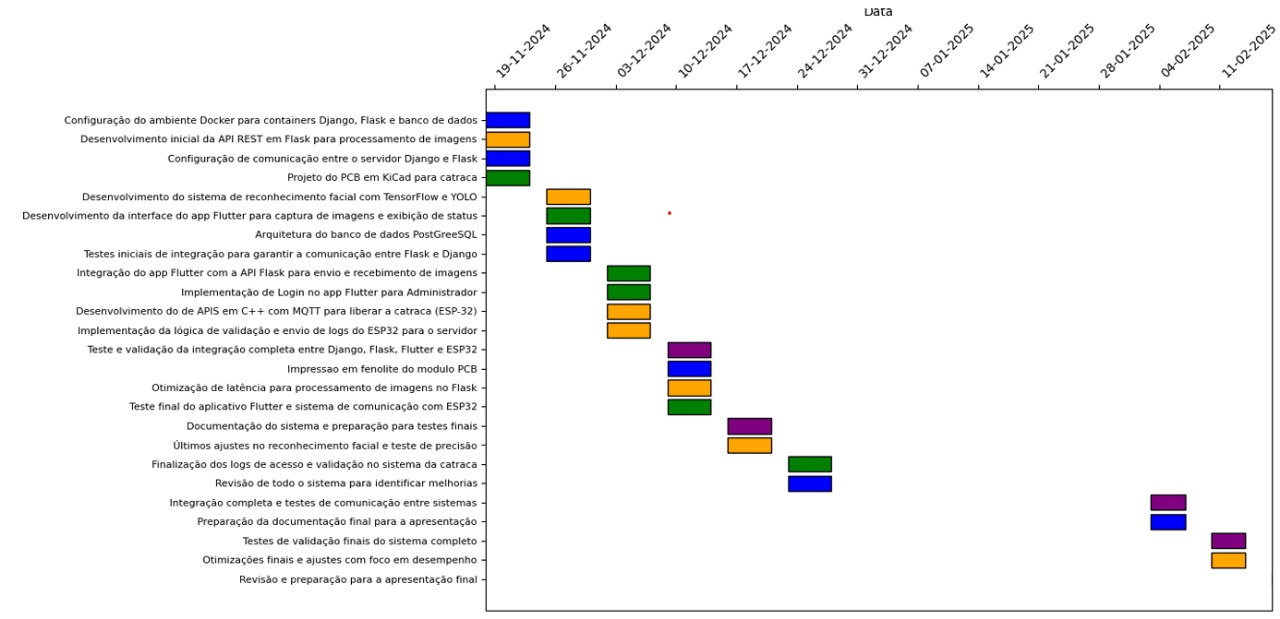 Data
19-11-2024
26-11-2024
03-12-2024
10-12-2024
17-12-2024
24-12-2024
31-12-2024
07-01-2025
14-01-2025
21-01-2025
28-01-2025
04-02-2025
11-02-2025
Configuração do ambiente Docker para containers Django, Flask e banco de dados
Desenvolvimento inicial da API REST em Flask para processamento de imagens
Configuração de comunicação entre o servidor Django e Flask
Projeto do PCB em KiCad para catraca
Desenvolvimento do sistema de reconhecimento facial com TensorFlow e YOLO
Desenvolvimento da interface do app Flutter para captura de imagens e exibição de status
Arquitetura do banco de dados PostGreeSQL
Testes iniciais de integração para garantir a comunicação entre Flask e Django
Integração do app Flutter com a API Flask para envio e recebimento de imagens
Implementação de Login no app Flutter para Administrador
Desenvolvimento do de APIS em C++ com MQTT para liberar a catraca (ESP-32)
Implementação da lógica de validação e envio de logs do ESP32 para o servidor
Teste e validação da integração completa entre Django, Flask, Flutter e ESP32
Impressao em fenolite do modulo PCB
Otimização de latência para processamento de imagens no Flask
Teste final do aplicativo Flutter e sistema de comunicação com ESP32
Documentação do sistema e preparação para testes finais
Últimos ajustes no reconhecimento facial e teste de precisão
Finalização dos logs de acesso e validação no sistema da catraca
Revisão de todo o sistema para identificar melhorias
Integração completa e testes de comunicação entre sistemas
Preparação da documentação final para a apresentação
Testes de validação finais do sistema completo
Otimizações finais e ajustes com foco em desempenho
Revisão e preparação para a apresentação final